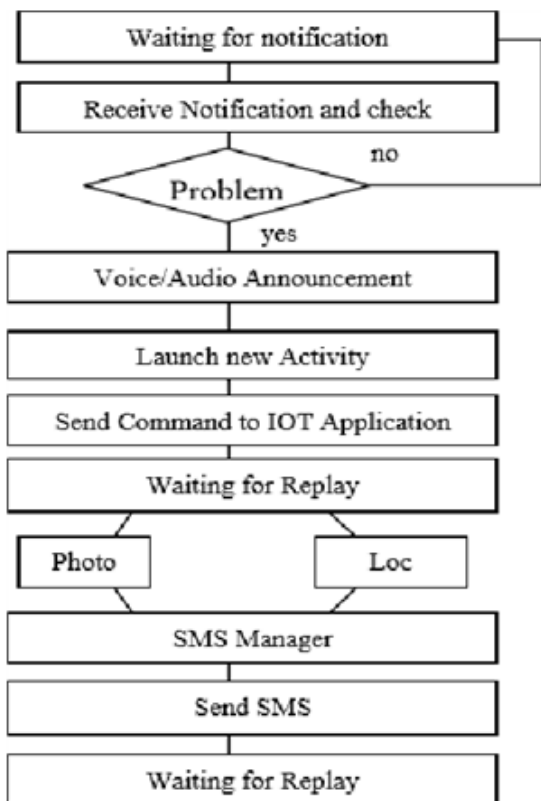 Waiting for notification
Receive Notification and check
no
Problem
yes
Voice/Audio Announcement
Launch new Activity
Send Command to IOT Application
Waiting for Replay
Photo
Loc
SMS Manager
Send SMS
Waiting for Replay